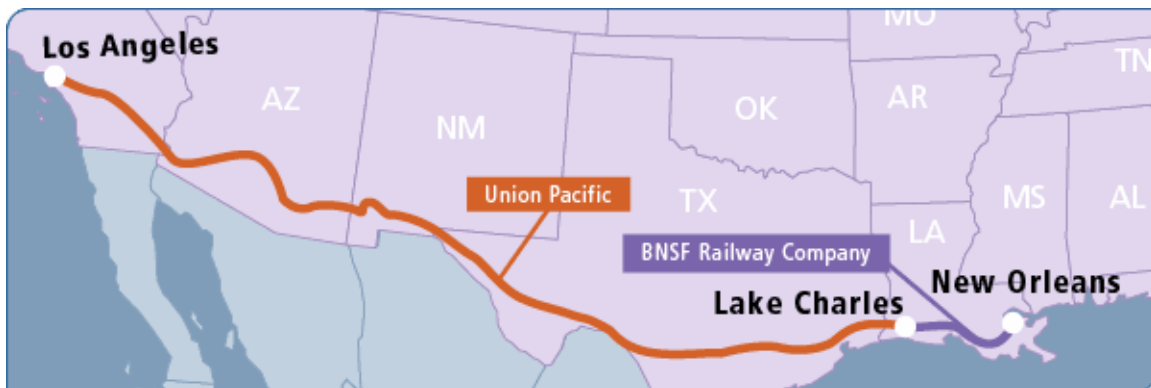 MO
Los Angeles
TN
AZ
OK
AR
NM
Union Pacific
TX
MS
AL
LA
BNSF Railway Company
New Orleans
Lake Charles